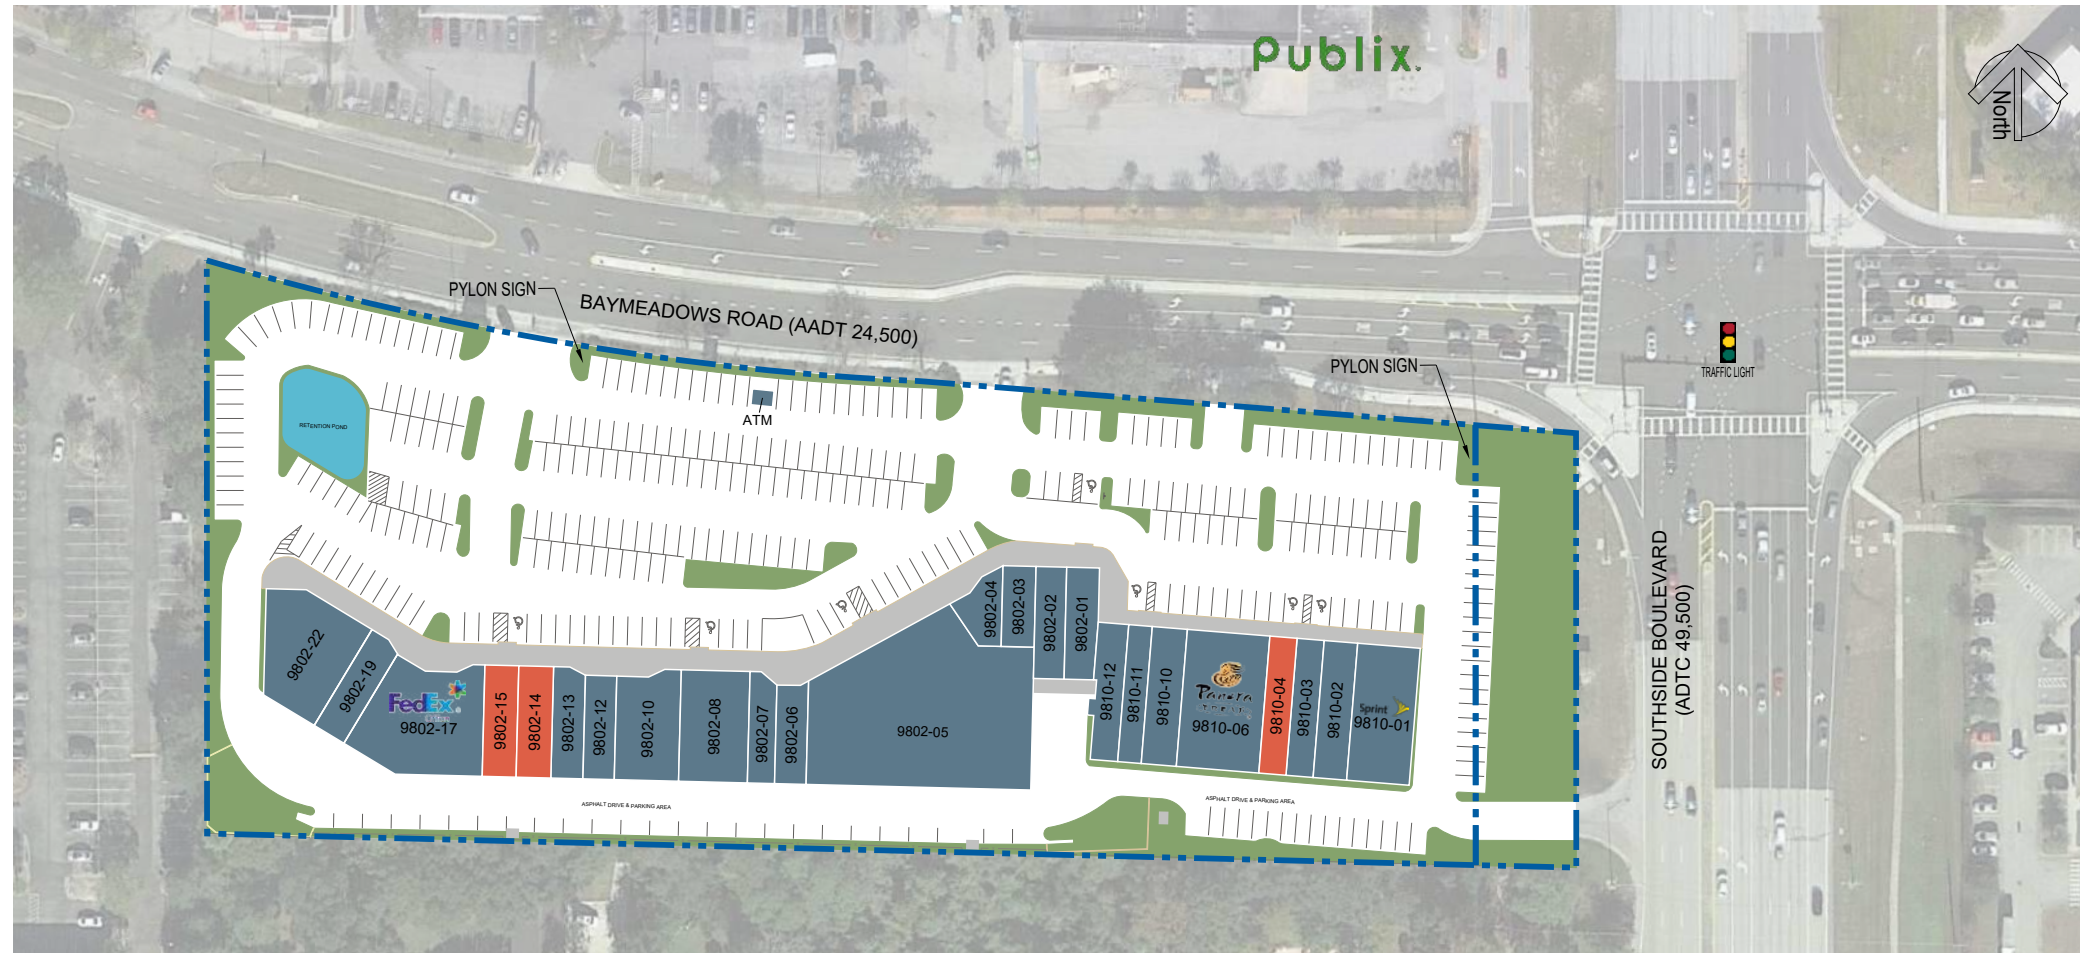 Publix.
North
PYLON SIGN
BAYMEADOWS ROAD (AADT 24,500)
PYLON SIGN
TRAFFIC LIGHT
ATM
RETENTION POND
SOUTHSIDE BOULEVARD
(ADTC 49,500)
9802-22
9802-19
FedEx
9802-17
9802-15
9802-14
9802-13
9802-12
9802-10
9802-08
9802-07
9802-06
9802-05
9802-04
9802-03
9802-02
9802-01
9810-12
9810-11
9810-10
Panera
9810-06
9810-04
9810-03
9810-02
Sprint
9810-01
ASPHALT DRIVE & PARKING AREA
ASPHALT DRIVE & PARKING AREA